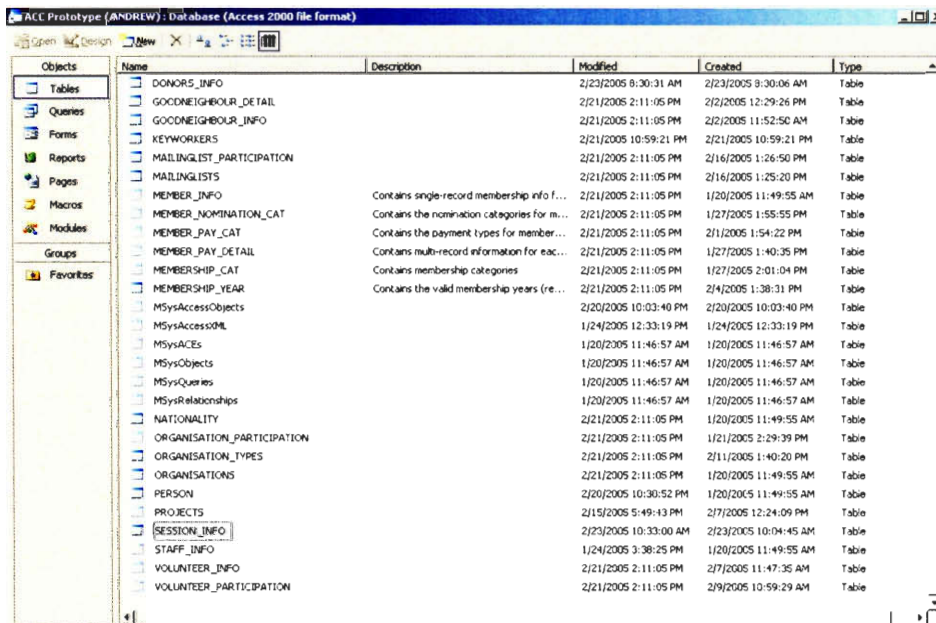 ACC Prototype (ANDREW) : Database (Access 2000 file format)
Open Design New
Objects
Tables
Queries
Forms
Reports
Pages
Macros
Modules
Groups
Favorites
Name Description Modified Created Type
DONORS_INFO 2/23/2005 8:30:31 AM 2/23/2005 8:30:06 AM Table
GOODNEIGHBOUR_DETAIL 2/21/2005 2:11:05 PM 2/2/2005 12:29:26 PM Table
GOODNEIGHBOUR_INFO 2/21/2005 2:11:05 PM 2/2/2005 11:52:50 AM Table
KEYWORKERS 2/21/2005 10:59:21 PM 2/21/2005 10:59:21 PM Table
MAILINGLIST_PARTICIPATION 2/21/2005 2:11:05 PM 2/16/2005 1:26:50 PM Table
MAILINGLISTS 2/21/2005 2:11:05 PM 2/16/2005 1:25:20 PM Table
MEMBER_INFO Contains single-record membership info f... 2/21/2005 2:11:05 PM 1/20/2005 11:49:55 AM Table
MEMBER_NOMINATION_CAT Contains the nomination categories for m... 2/21/2005 2:11:05 PM 1/27/2005 1:55:55 PM Table
MEMBER_PAY_CAT Contains the payment types for member... 2/21/2005 2:11:05 PM 2/1/2005 1:54:22 PM Table
MEMBER_PAY_DETAIL Contains multi-record information for eac... 2/21/2005 2:11:05 PM 1/27/2005 1:40:35 PM Table
MEMBERSHIP_CAT Contains membership categories 2/21/2005 2:11:05 PM 1/27/2005 2:01:04 PM Table
MEMBERSHIP_YEAR Contains the valid membership years (re... 2/21/2005 2:11:05 PM 2/4/2005 1:38:31 PM Table
MSysAccessObjects 2/20/2005 10:03:40 PM 2/20/2005 10:03:40 PM Table
MSysAccessXML 1/24/2005 12:33:19 PM 1/24/2005 12:33:19 PM Table
MSysACEs 1/20/2005 11:46:57 AM 1/20/2005 11:46:57 AM Table
MSysObjects 1/20/2005 11:46:57 AM 1/20/2005 11:46:57 AM Table
MSysQueries 1/20/2005 11:46:57 AM 1/20/2005 11:46:57 AM Table
MSysRelationships 1/20/2005 11:46:57 AM 1/20/2005 11:46:57 AM Table
NATIONALITY 2/21/2005 2:11:05 PM 1/20/2005 11:49:55 AM Table
ORGANISATION_PARTICIPATION 2/21/2005 2:11:05 PM 1/21/2005 2:29:39 PM Table
ORGANISATION_TYPES 2/21/2005 2:11:05 PM 2/11/2005 1:40:20 PM Table
ORGANISATIONS 2/21/2005 2:11:05 PM 1/20/2005 11:49:55 AM Table
PERSON 2/20/2005 10:30:52 PM 1/20/2005 11:49:55 AM Table
PROJECTS 2/15/2005 5:49:43 PM 2/7/2005 12:24:09 PM Table
SESSION_INFO 2/23/2005 10:33:00 AM 2/23/2005 10:04:45 AM Table
STAFF_INFO 1/24/2005 3:38:25 PM 1/20/2005 11:49:55 AM Table
VOLUNTEER_INFO 2/21/2005 2:11:05 PM 2/7/2005 11:47:35 AM Table
VOLUNTEER_PARTICIPATION 2/21/2005 2:11:05 PM 2/9/2005 10:59:29 AM Table